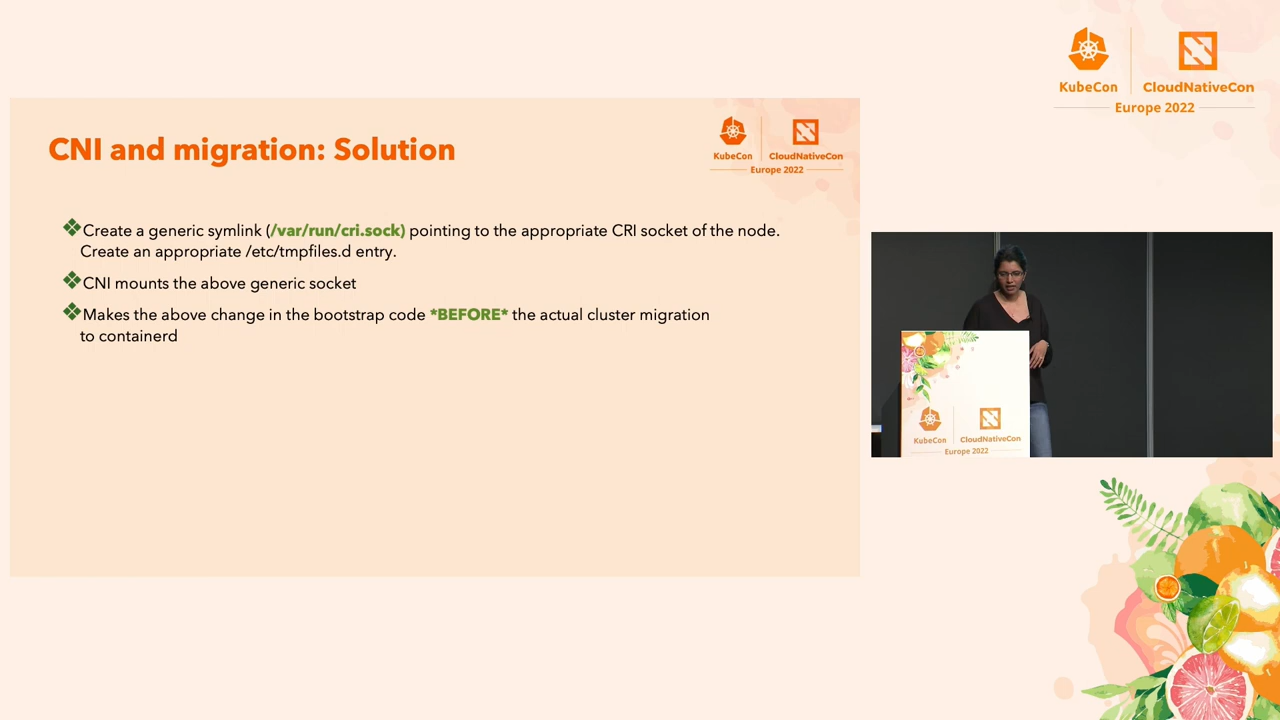 KubeCon
CloudNativeCon
Europe 2022
CNI and migration: Solution
KubeCon
CloudNativeCon
Europe 2022
❖Create a generic symlink (/var/run/cri.sock) pointing to the appropriate CRI socket of the node.
Create an appropriate /etc/tmpfiles.d entry.
❖CNI mounts the above generic socket
❖Makes the above change in the bootstrap code *BEFORE* the actual cluster migration
to containerd
KubeCon
CloudNativeCon
Europe 2022